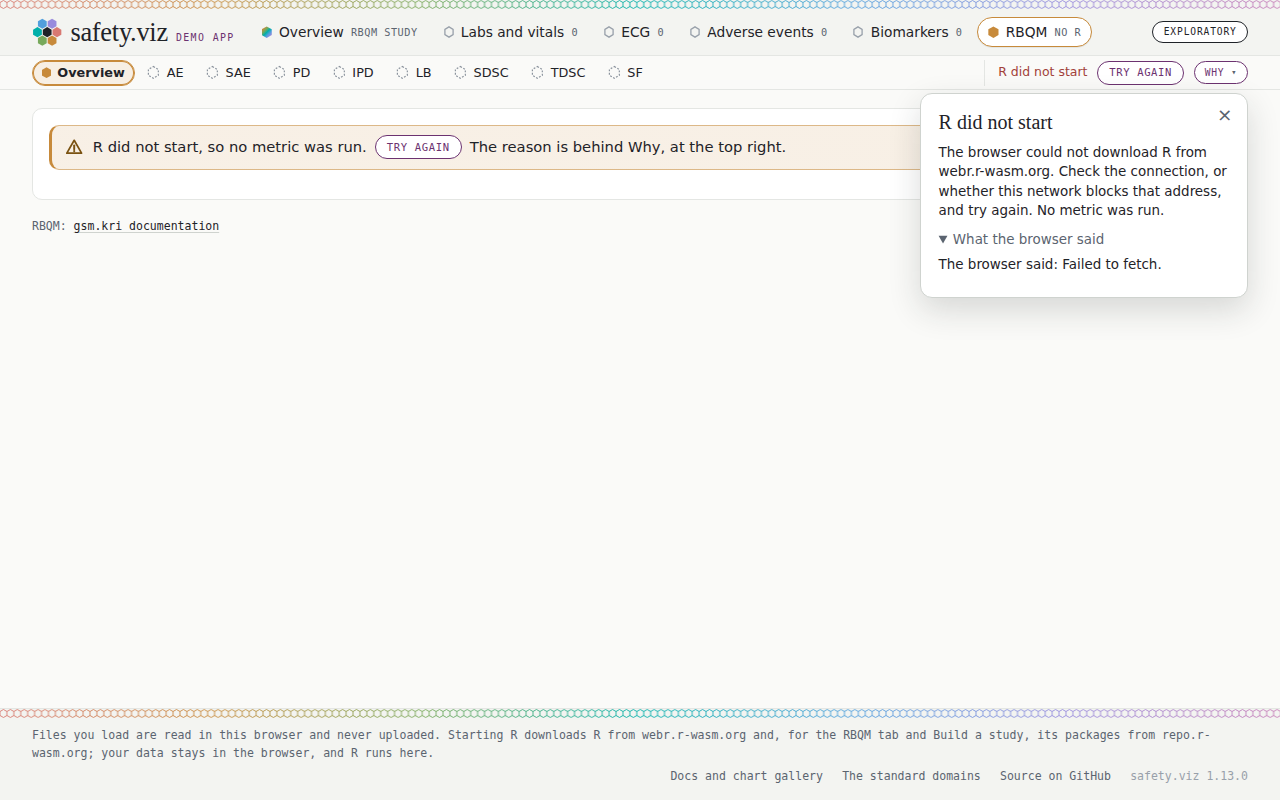 safety.viz DEMO APP
Overview RBQM STUDY
Labs and vitals 0
ECG 0
Adverse events 0
Biomarkers 0
RBQM NO R
EXPLORATORY
Overview
AE
SAE
PD
IPD
LB
SDSC
TDSC
SF
R did not start
TRY AGAIN
WHY ▾
R did not start, so no metric was run. TRY AGAIN The reason is behind Why, at the top right.
RBQM: gsm.kri documentation
R did not start
✕
The browser could not download R from
webr.r-wasm.org. Check the connection, or
whether this network blocks that address,
and try again. No metric was run.
▼ What the browser said
The browser said: Failed to fetch.
Files you load are read in this browser and never uploaded. Starting R downloads R from webr.r-wasm.org and, for the RBQM tab and Build a study, its packages from repo.r-
wasm.org; your data stays in the browser, and R runs here.
Docs and chart gallery The standard domains Source on GitHub safety.viz 1.13.0